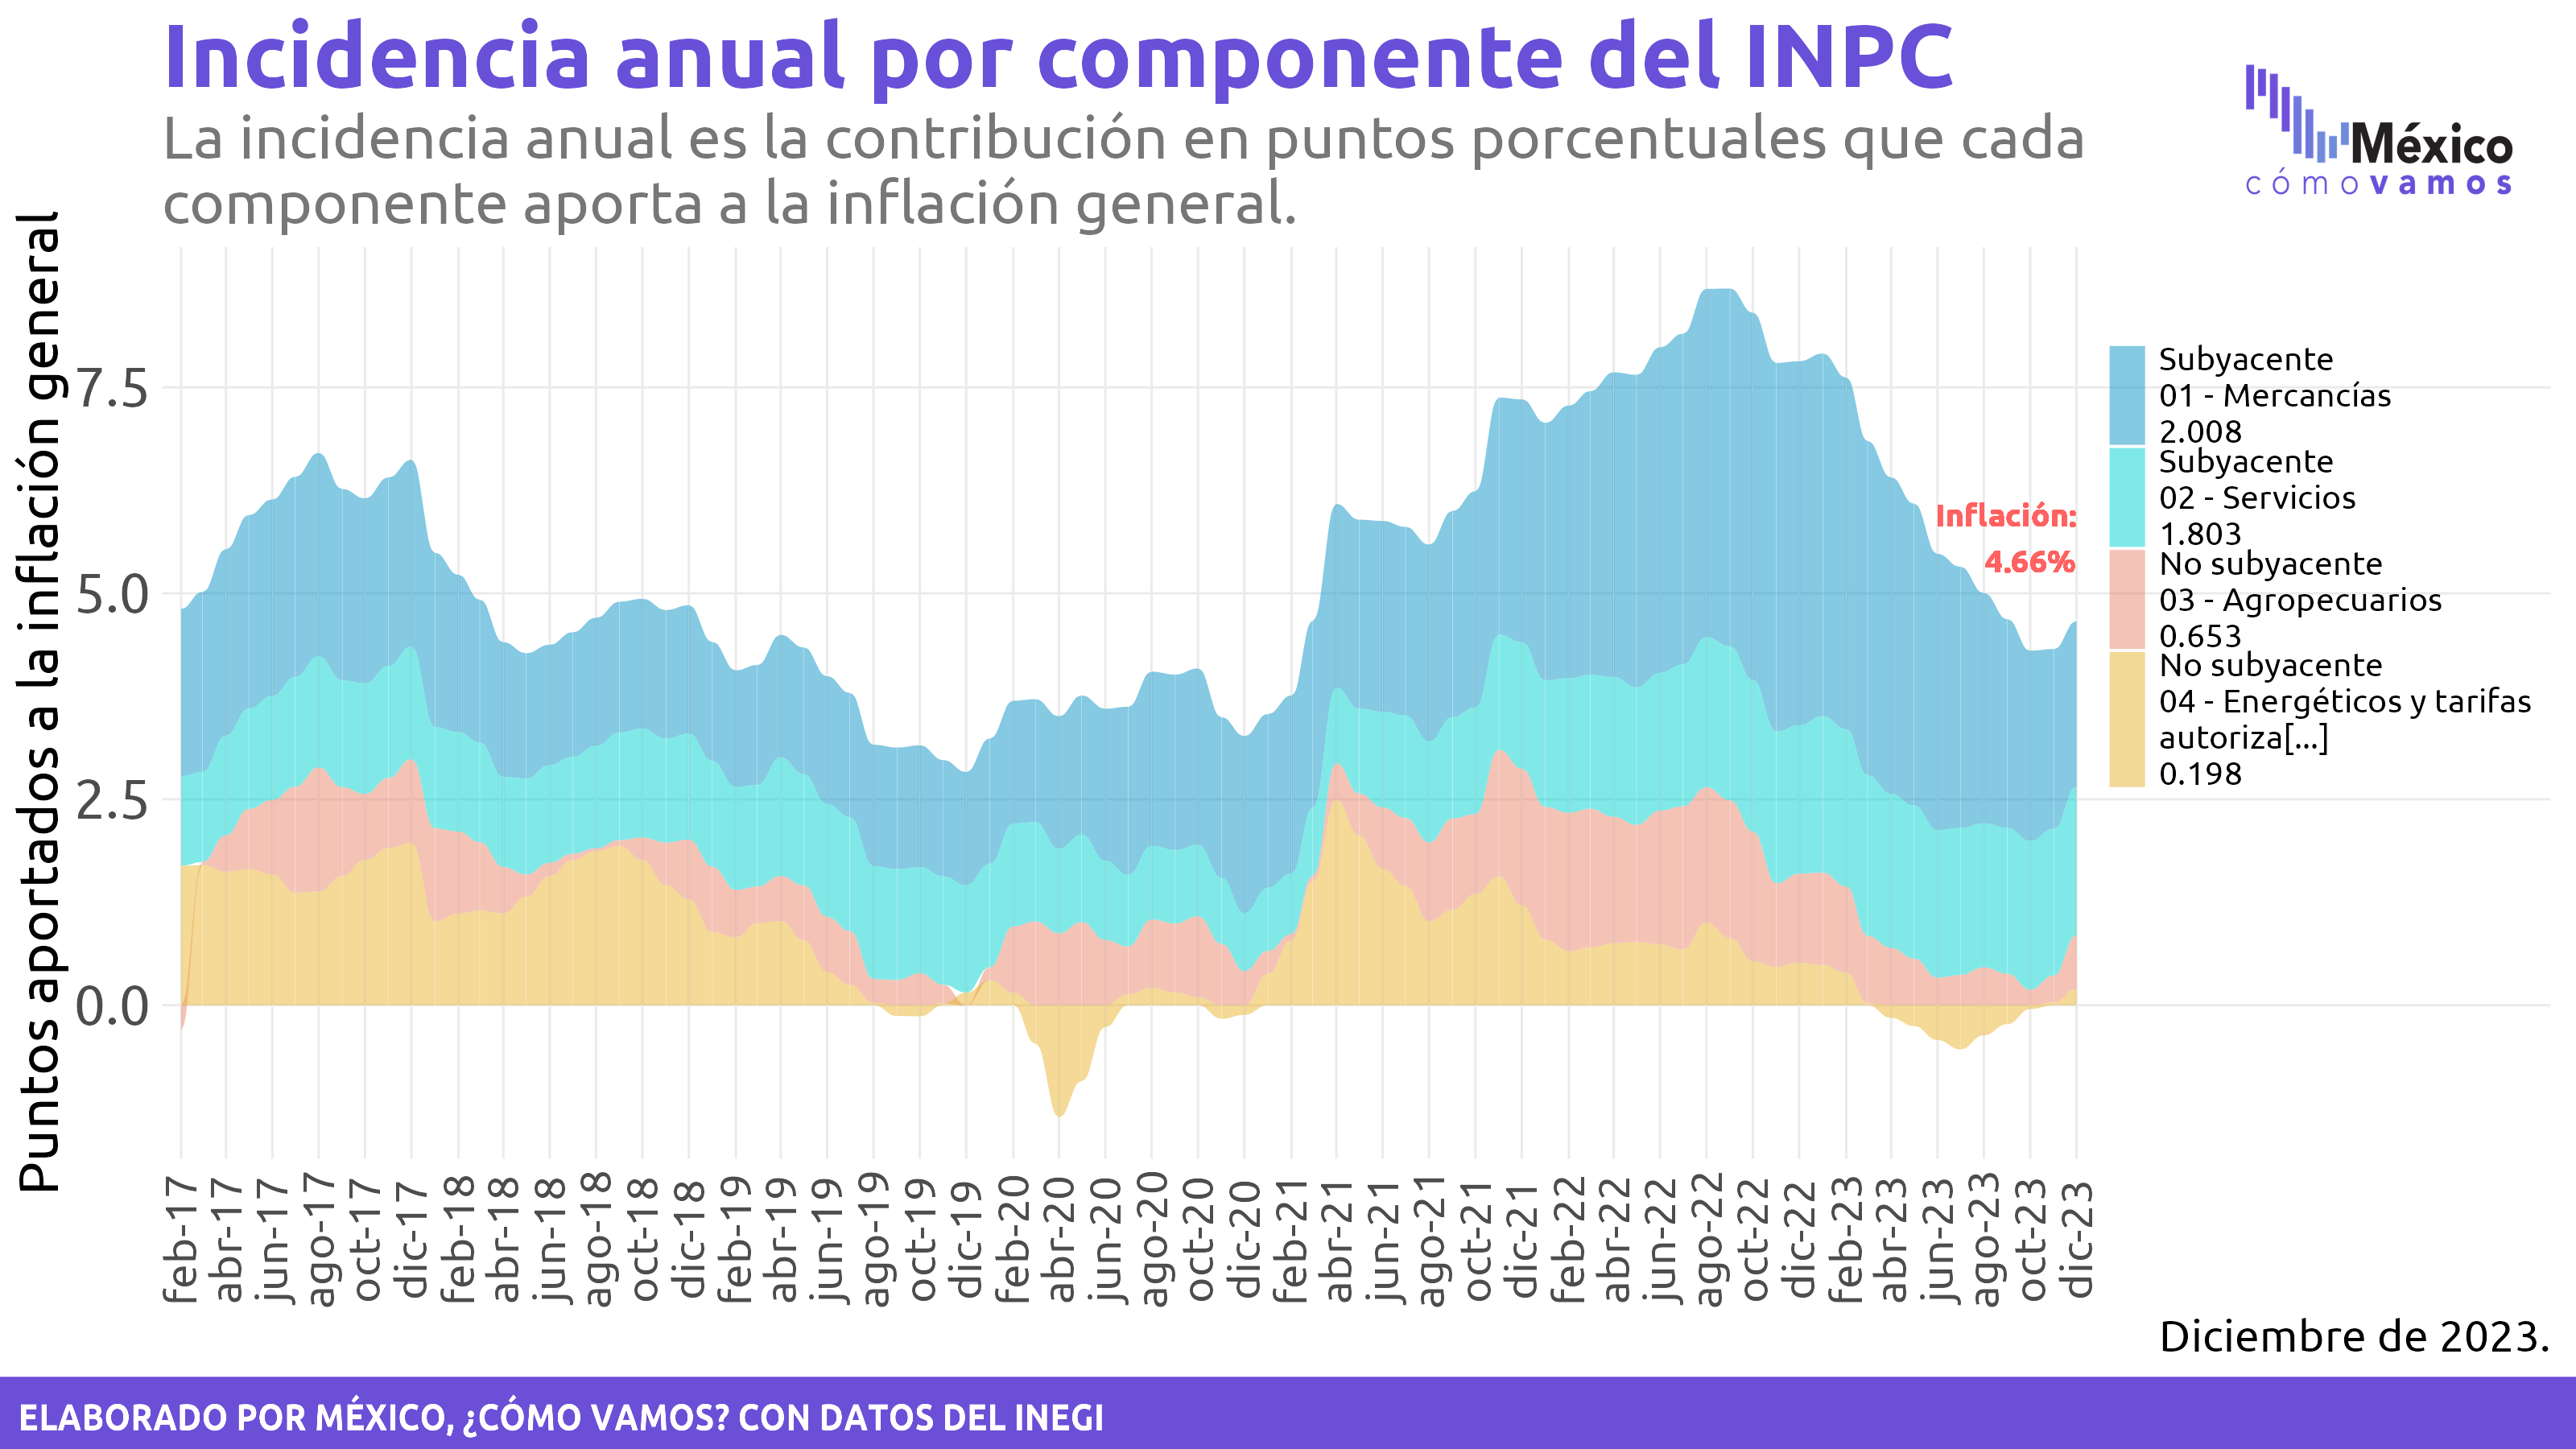 Incidencia anual por componente del INPC
La incidencia anual es la contribución en puntos porcentuales que cada
componente aporta a la inflación general.
México
cómovamos
Puntos aportados a la inflación general
7.5
5.0
2.5
0.0
Inflación:
4.66%
Subyacente
01 - Mercancías
2.008
Subyacente
02 - Servicios
1.803
No subyacente
03 - Agropecuarios
0.653
No subyacente
04 - Energéticos y tarifas
autoriza[...]
0.198
feb-17
abr-17
jun-17
ago-17
oct-17
dic-17
feb-18
abr-18
jun-18
ago-18
oct-18
dic-18
feb-19
abr-19
jun-19
ago-19
oct-19
dic-19
feb-20
abr-20
jun-20
ago-20
oct-20
dic-20
feb-21
abr-21
jun-21
ago-21
oct-21
dic-21
feb-22
abr-22
jun-22
ago-22
oct-22
dic-22
feb-23
abr-23
jun-23
ago-23
oct-23
dic-23
Diciembre de 2023.
ELABORADO POR MÉXICO, ¿CÓMO VAMOS? CON DATOS DEL INEGI